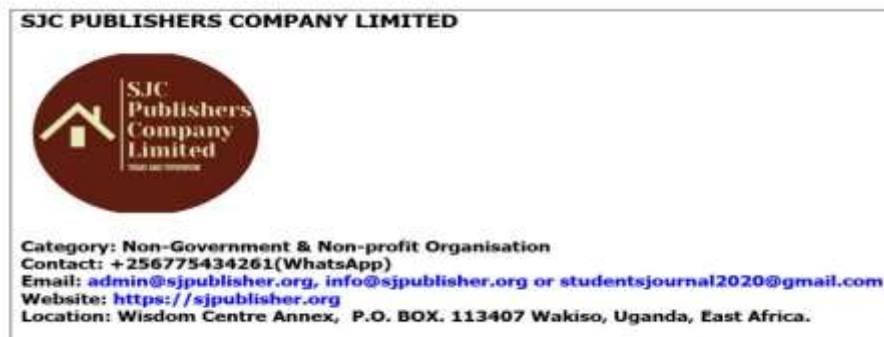 SJC PUBLISHERS COMPANY LIMITED
SJC
Publishers
Company
Limited
Category: Non-Government & Non-profit Organisation
Contact: +256775434261(WhatsApp)
Email: admin@sjpublisher.org, info@sjpublisher.org or studentsjournal2020@gmail.com
Website: https://sjpublisher.org
Location: Wisdom Centre Annex, P.O. BOX. 113407 Wakiso, Uganda, East Africa.